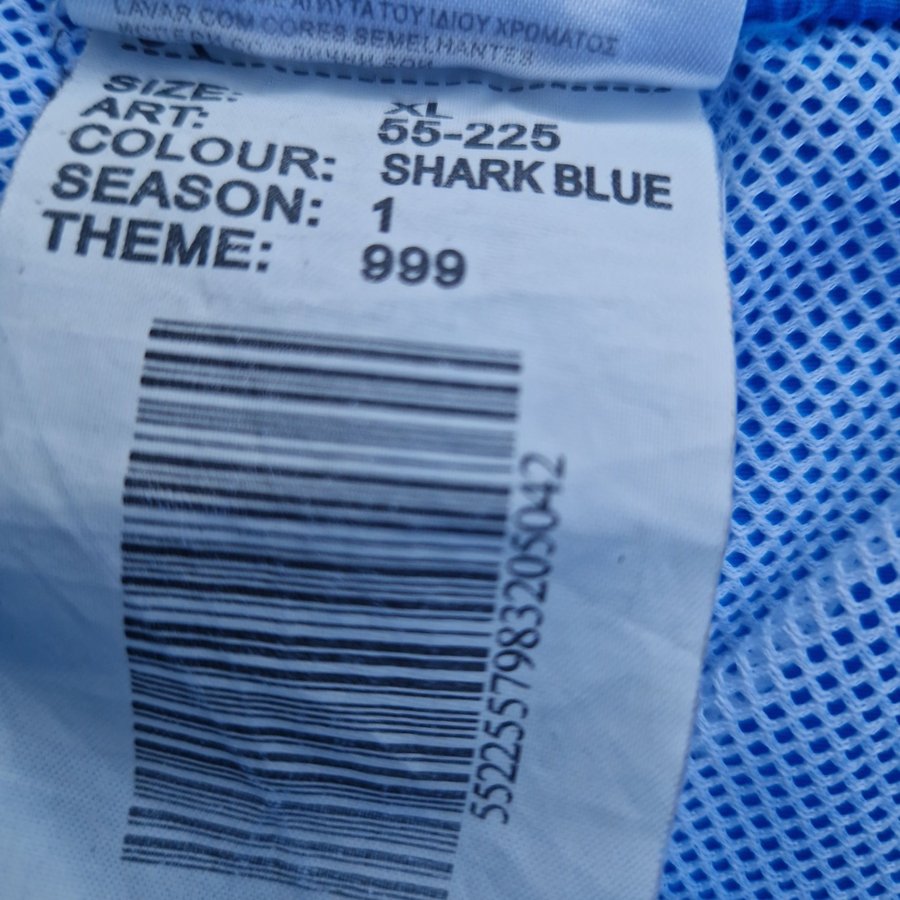 ΑΠΥΤΑ ΤΟΥ ΙΔΙΟΥ ΧΡΩΜΑΤΟΣ
LAVAR COM CORES SEMELHANTES
SIZE: XL
ART: 55-225
COLOUR: SHARK BLUE
SEASON: 1
THEME: 999
5522557983205042